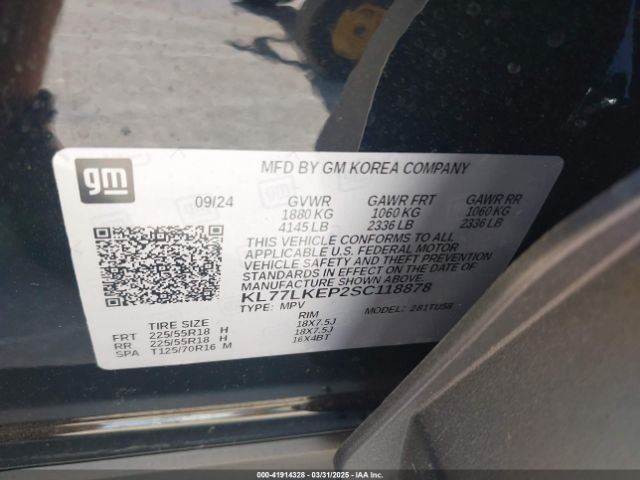 gm
MFD BY GM KOREA COMPANY
09/24 GVWR GAWR FRT GAWR RR
1880 KG 1060 KG 1060 KG
4145 LB 2336 LB 2336 LB
THIS VEHICLE CONFORMS TO ALL
APPLICABLE U.S. FEDERAL MOTOR
VEHICLE SAFETY AND THEFT PREVENTION
STANDARDS IN EFFECT ON THE DATE OF
MANUFACTURE SHOWN ABOVE.
KL77LKEP2SC118878
TYPE: MPV MODEL: 281TU58
TIRE SIZE RIM
FRT 225/55R18 H 18X7.5J
RR 225/55R18 H 18X7.5J
SPA T125/70R16 M 16X4BT
000-41914328 - 03/31/2025 - IAA Inc.